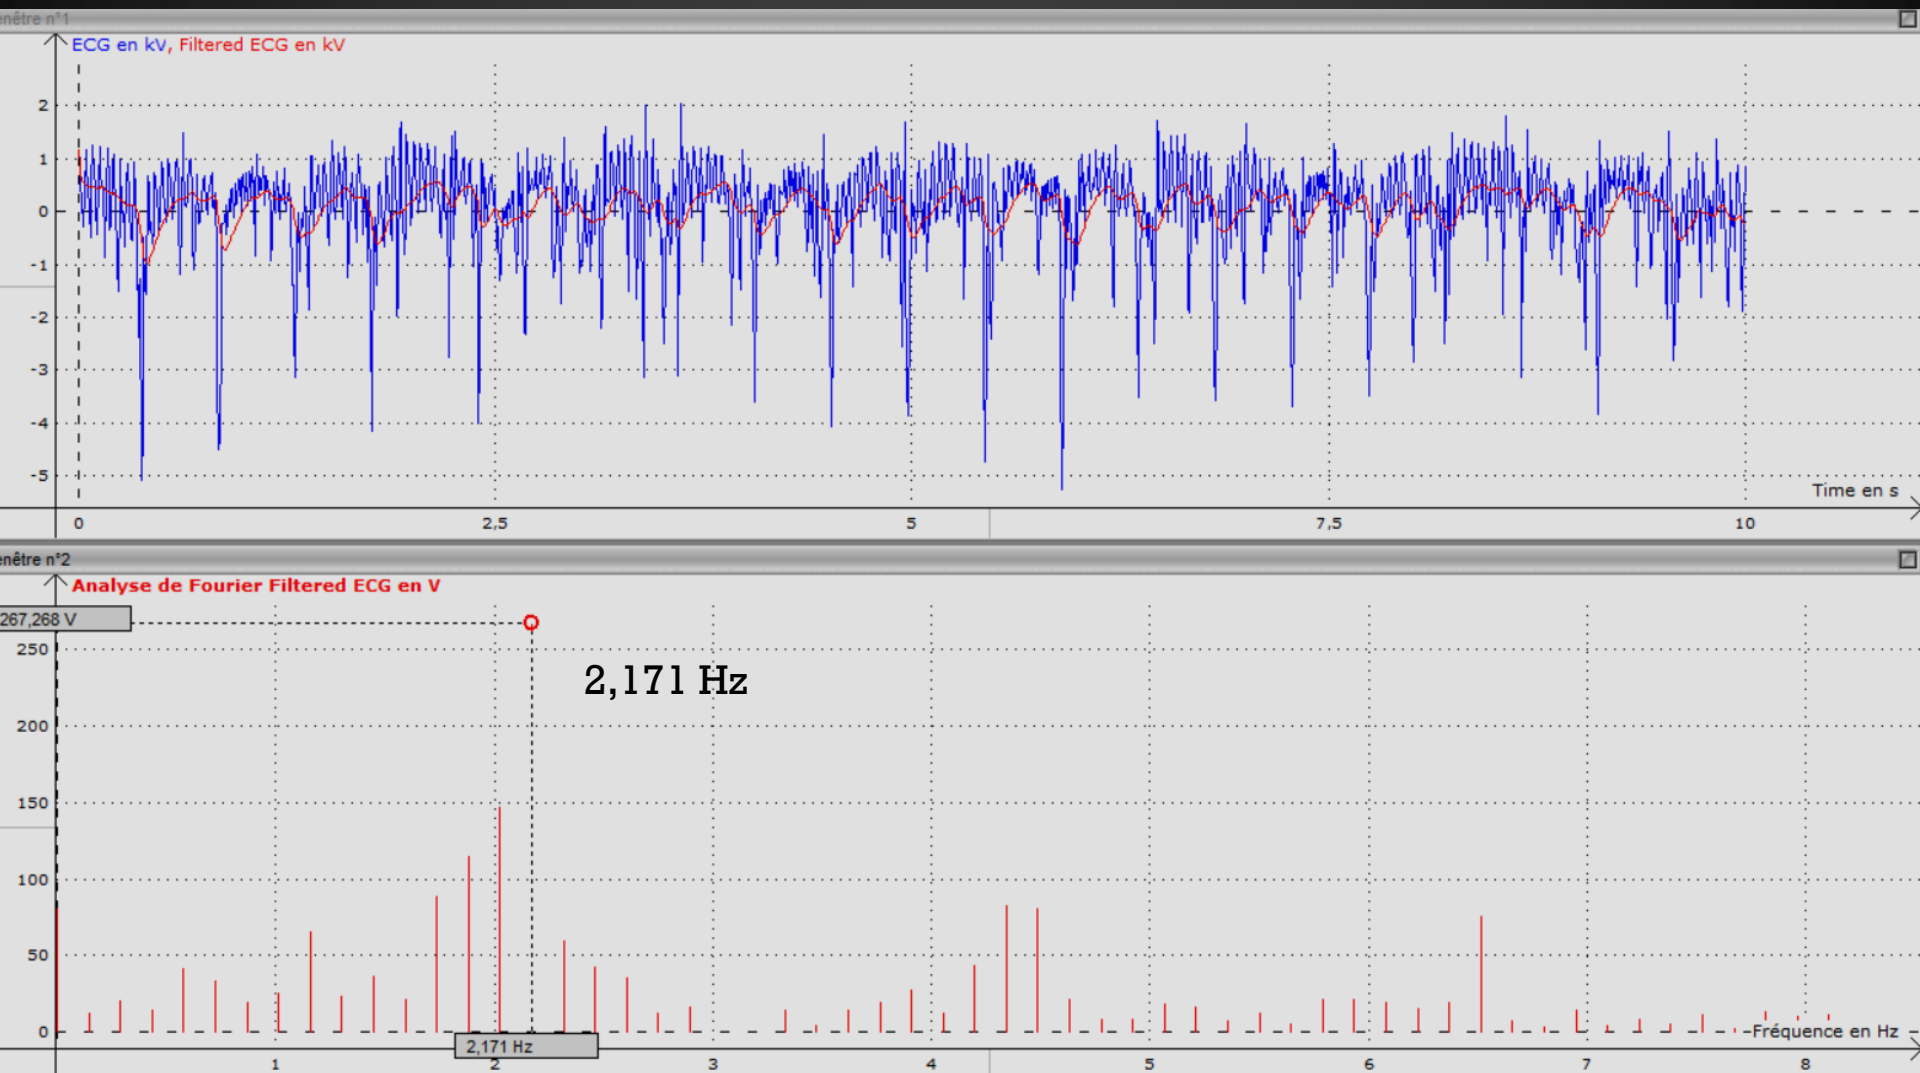 enêtre n°1
ECG en kV, Filtered ECG en kV
2
1
0
-1
-2
-3
-4
-5
Time en s
0 2,5 5 7,5 10
enêtre n°2
Analyse de Fourier Filtered ECG en V
267,268 V
250
2,171 Hz
200
150
100
50
0
Fréquence en Hz
2,171 Hz
1 2 3 4 5 6 7 8